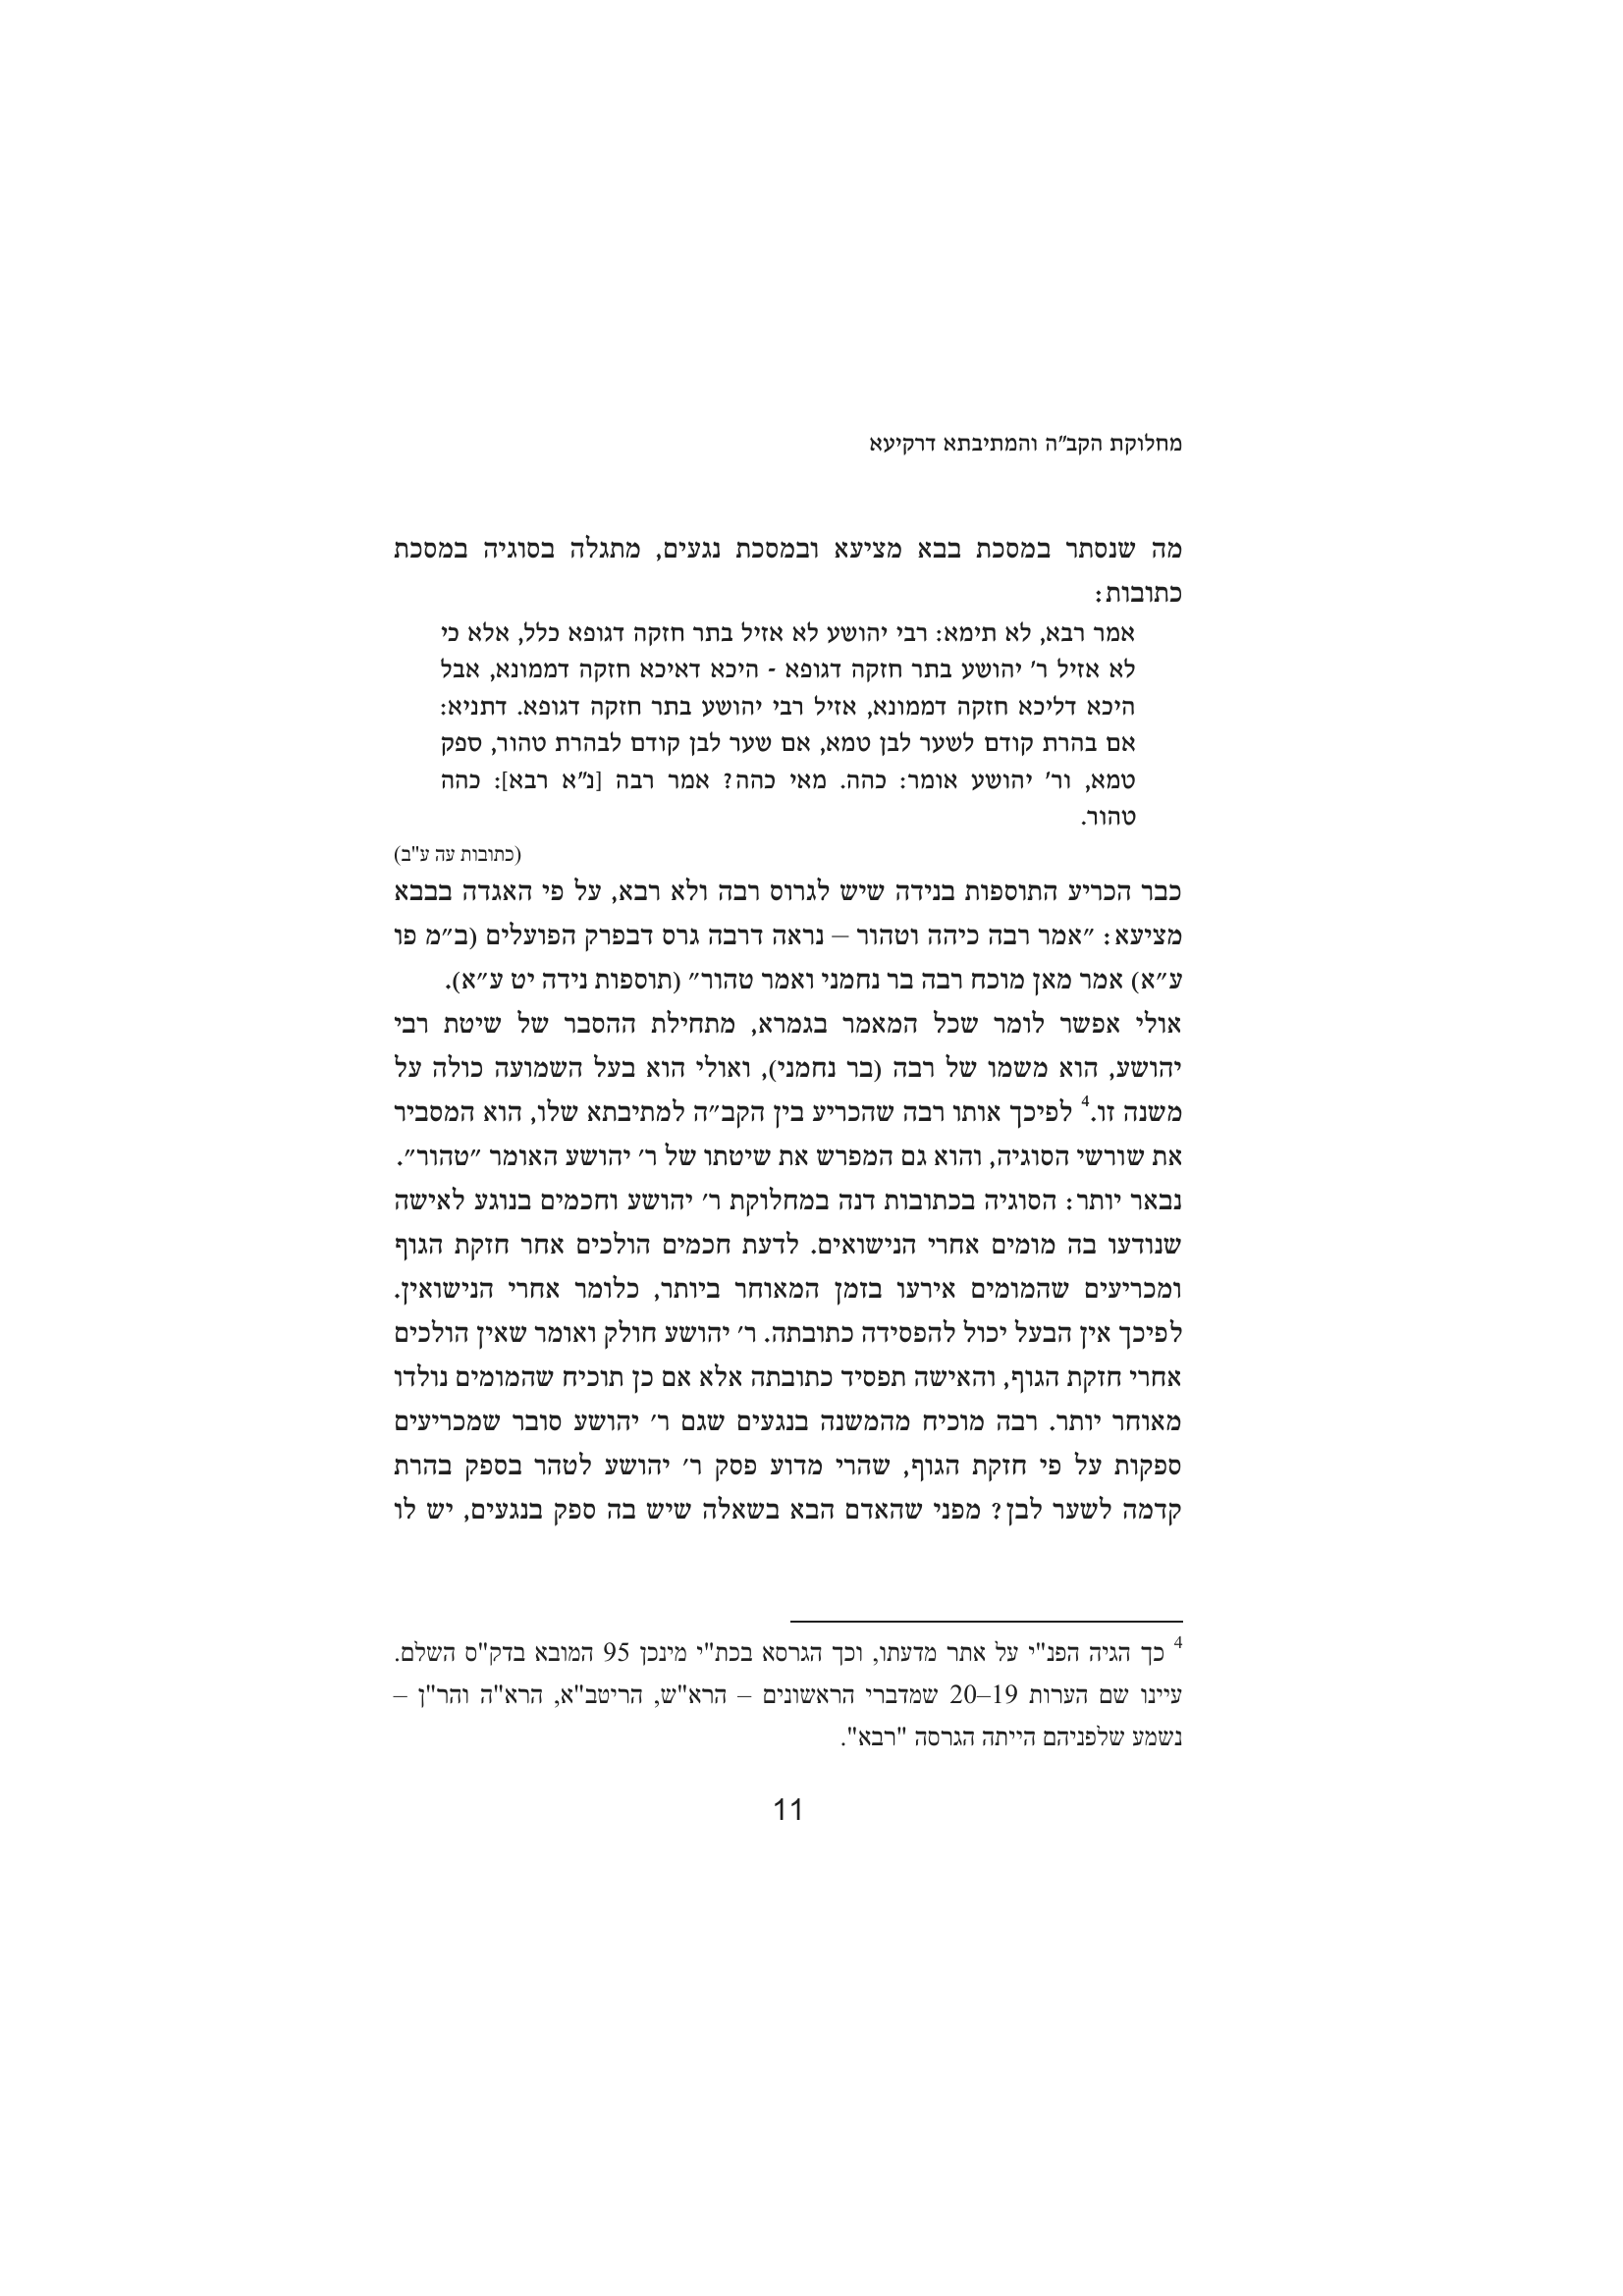 מחלוקת הקב״ה והמתיבתא דרקיעא
מה שנסתר במסכת בבא מציעא ובמסכת נגעים, מתגלה בסוגיה במסכת
כתובות:
אמר רבא, לא תימא: רבי יהושע לא אזיל בתר חזקה דגופא כלל, אלא כי
לא אזיל ר׳ יהושע בתר חזקה דגופא - היכא דאיכא חזקה דממונא, אבל
היכא דליכא חזקה דממונא, אזיל רבי יהושע בתר חזקה דגופא. דתניא:
אם בהרת קודם לשער לבן טמא, אם שער לבן קודם לבהרת טהור, ספק
טמא, ור׳ יהושע אומר: כהה. מאי כהה? אמר רבה [נ״א רבא]: כהה
טהור.
(כתובות עה ע"ב)
כבר הכריע התוספות בנידה שיש לגרוס רבה ולא רבא, על פי האגדה בבבא
מציעא: ״אמר רבה כיהה וטהור – נראה דרבה גרס דבפרק הפועלים (ב״מ פו
ע״א) אמר מאן מוכח רבה בר נחמני ואמר טהור״ (תוספות נידה יט ע״א).
אולי אפשר לומר שכל המאמר בגמרא, מתחילת ההסבר של שיטת רבי
יהושע, הוא משמו של רבה (בר נחמני), ואולי הוא בעל השמועה כולה על
משנה זו.4 לפיכך אותו רבה שהכריע בין הקב״ה למתיבתא שלו, הוא המסביר
את שורשי הסוגיה, והוא גם המפרש את שיטתו של ר׳ יהושע האומר ״טהור״.
נבאר יותר: הסוגיה בכתובות דנה במחלוקת ר׳ יהושע וחכמים בנוגע לאישה
שנודעו בה מומים אחרי הנישואים. לדעת חכמים הולכים אחר חזקת הגוף
ומכריעים שהמומים אירעו בזמן המאוחר ביותר, כלומר אחרי הנישואין.
לפיכך אין הבעל יכול להפסידה כתובתה. ר׳ יהושע חולק ואומר שאין הולכים
אחרי חזקת הגוף, והאישה תפסיד כתובתה אלא אם כן תוכיח שהמומים נולדו
מאוחר יותר. רבה מוכיח מהמשנה בנגעים שגם ר׳ יהושע סובר שמכריעים
ספקות על פי חזקת הגוף, שהרי מדוע פסק ר׳ יהושע לטהר בספק בהרת
קדמה לשער לבן? מפני שהאדם הבא בשאלה שיש בה ספק בנגעים, יש לו
4 כך הגיה הפנ"י על אתר מדעתו, וכך הגרסא בכת"י מינכן 95 המובא בדק"ס השלם.
עיינו שם הערות 19–20 שמדברי הראשונים – הרא"ש, הריטב"א, הרא"ה והר"ן –
נשמע שלפניהם הייתה הגרסה "רבא".
11